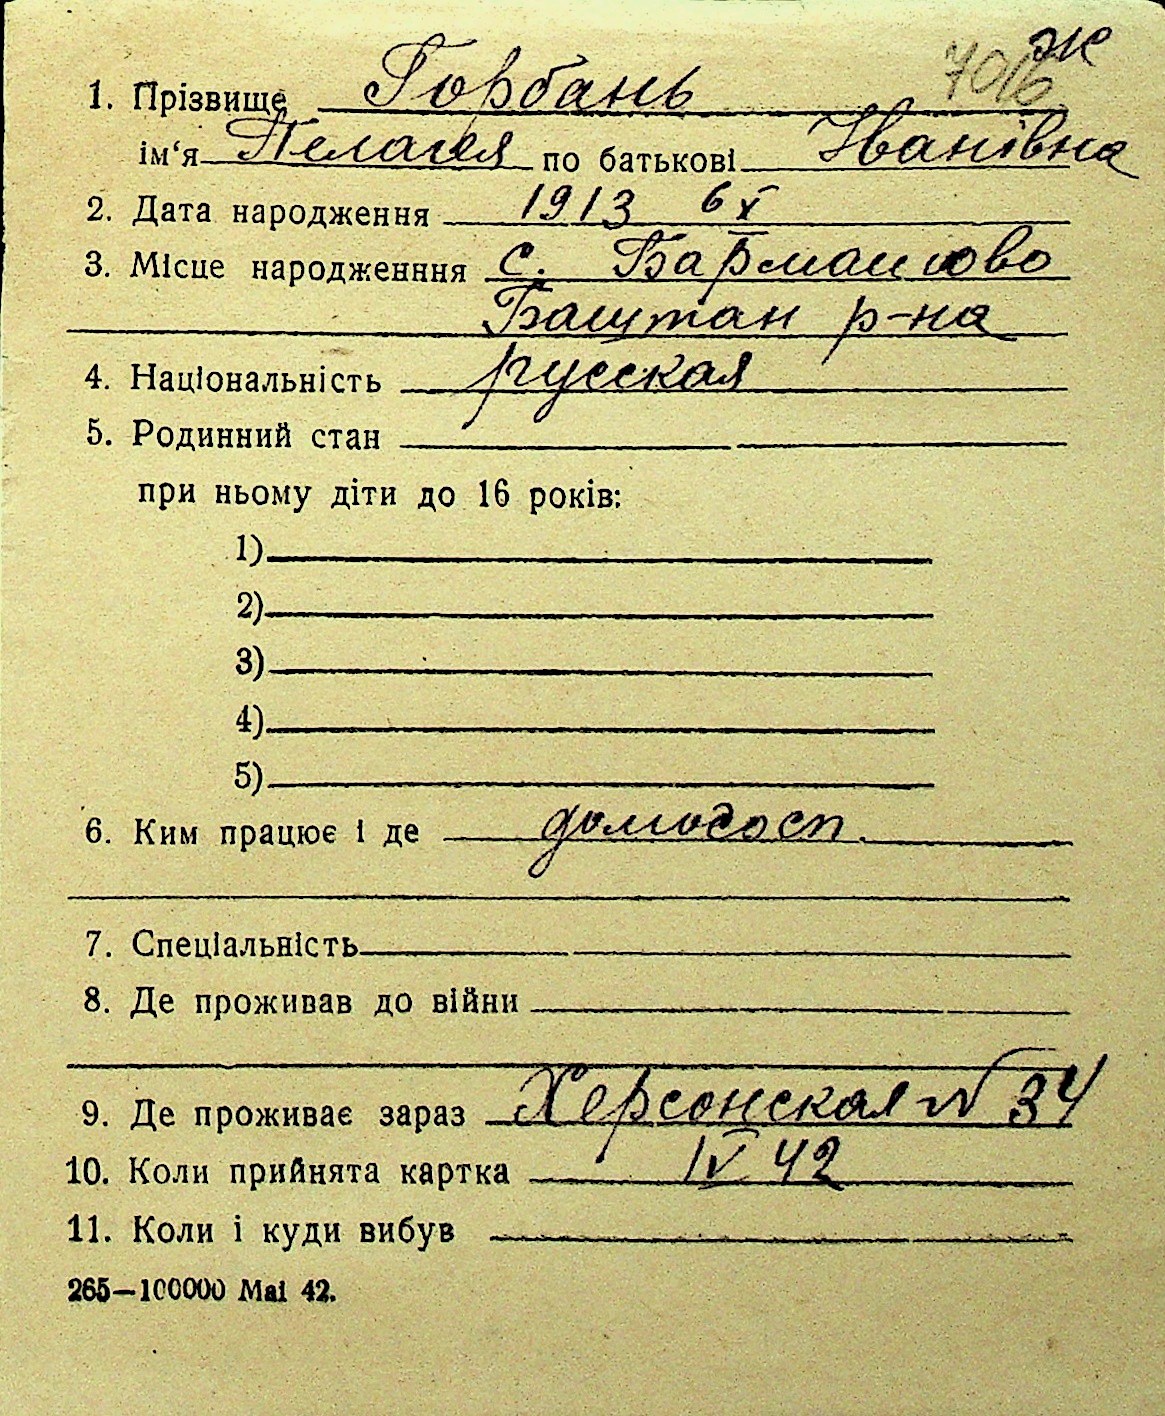 ж
1. Прізвище Горбань
ім‘я Пелагея по батькові Іванівна
2. Дата народження 1913 6 X
3. Місце народженння с. Бармашово
Баштан р-на
4. Національність русская
5. Родинний стан
при ньому діти до 16 років:
1)
2)
3)
4)
5)
6. Ким працює і де домогосп.
7. Спеціальність
8. Де проживав до війни
9. Де проживає зараз Херсонская № 34
10. Коли прийнята картка IV 42
11. Коли і куди вибув
265—100000 Mai 42.